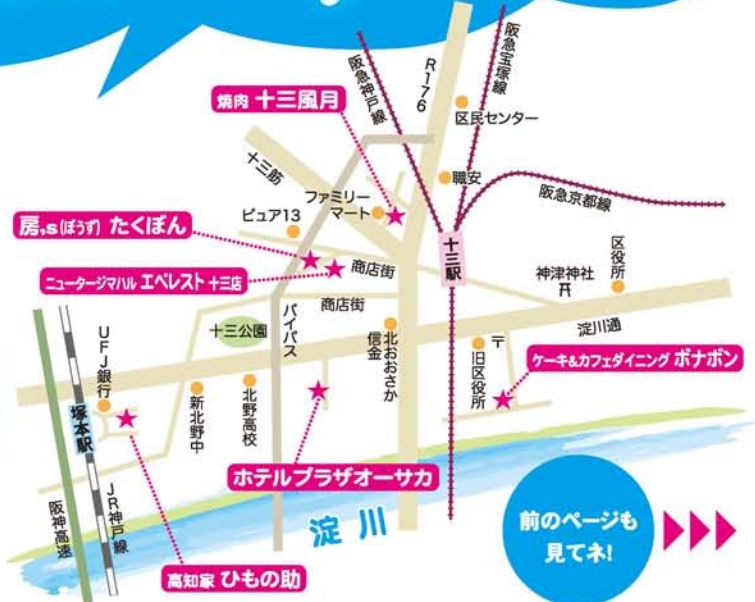 阪急神戸線
R176
阪急宝塚線
焼肉 十三風月
区民センター
十三筋
職安
ファミリー
マート
阪急京都線
ピュア13
房,s(ぼうず) たくぼん
十三駅
区役所
商店街
神津神社
ニュータージマハル エベレスト 十三店
商店街
バイパス
北おおさか
信金
淀川通
UFJ銀行
十三公園
〒
旧区役所
ケーキ&カフェダイニング ボナボン
塚本駅
新北野中
北野高校
ホテルプラザオーサカ
阪神高速
JR神戸線
淀川
前のページも
見てネ!
高知家 ひもの助